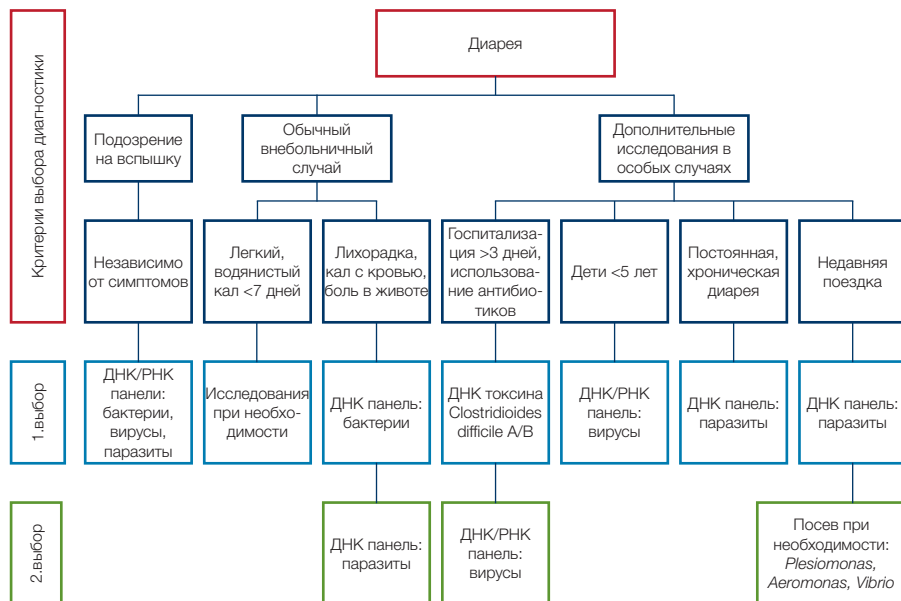 Критерии выбора диагностики
Диарея
Подозрение
на вспышку
Обычный
внебольничный
случай
Дополнительные
исследования в
особых случаях
Независимо
от симптомов
Легкий,
водянистый
кал <7 дней
Лихорадка,
кал с кровью,
боль в животе
Госпитализа-
ция >3 дней,
использова-
ние антибио-
тиков
Дети <5 лет
Постоянная,
хроническая
диарея
Недавняя
поездка
1.выбор
ДНК/РНК
панели:
бактерии,
вирусы,
паразиты
Исследования
при необхо-
димости
ДНК панель:
бактерии
ДНК токсина
Clostridioides
difficile A/B
ДНК/РНК
панель:
вирусы
ДНК панель:
паразиты
ДНК панель:
паразиты
2.выбор
ДНК панель:
паразиты
ДНК/РНК
панель:
вирусы
Посев при
необходимости:
Plesiomonas,
Aeromonas, Vibrio